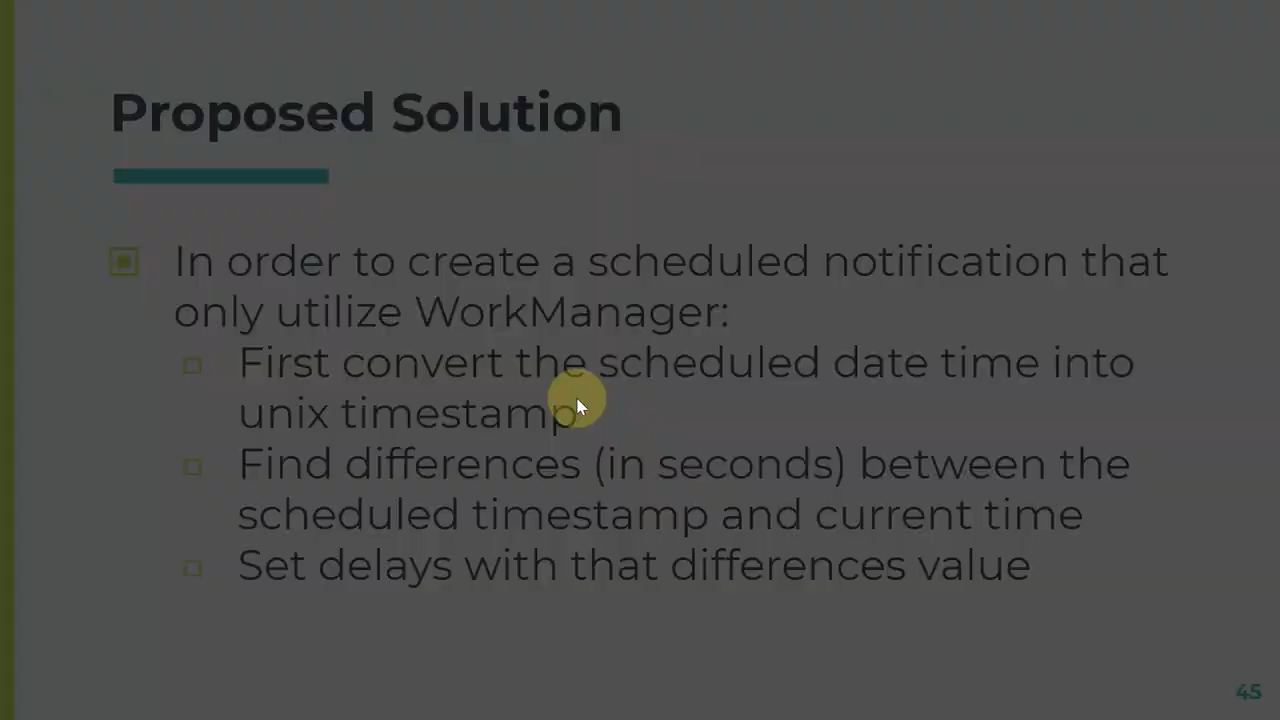 Proposed Solution
In order to create a scheduled notification that
only utilize WorkManager:
First convert the scheduled date time into
unix timestamp
Find differences (in seconds) between the
scheduled timestamp and current time
Set delays with that differences value
45